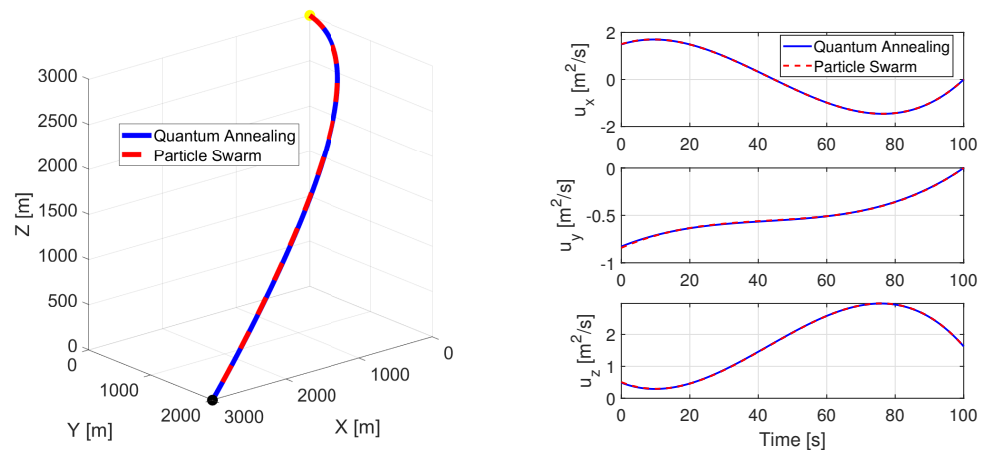 3000
2500
2000
1500
1000
500
0
Z [m]
Quantum Annealing
Particle Swarm
0
1000
2000
Y [m]
3000
2000
1000
0
X [m]
2
0
-2
u_x [m^2/s]
Quantum Annealing
Particle Swarm
0 20 40 60 80 100
0
-0.5
-1
u_y [m^2/s]
0 20 40 60 80 100
2
1
0
u_z [m^2/s]
0 20 40 60 80 100
Time [s]